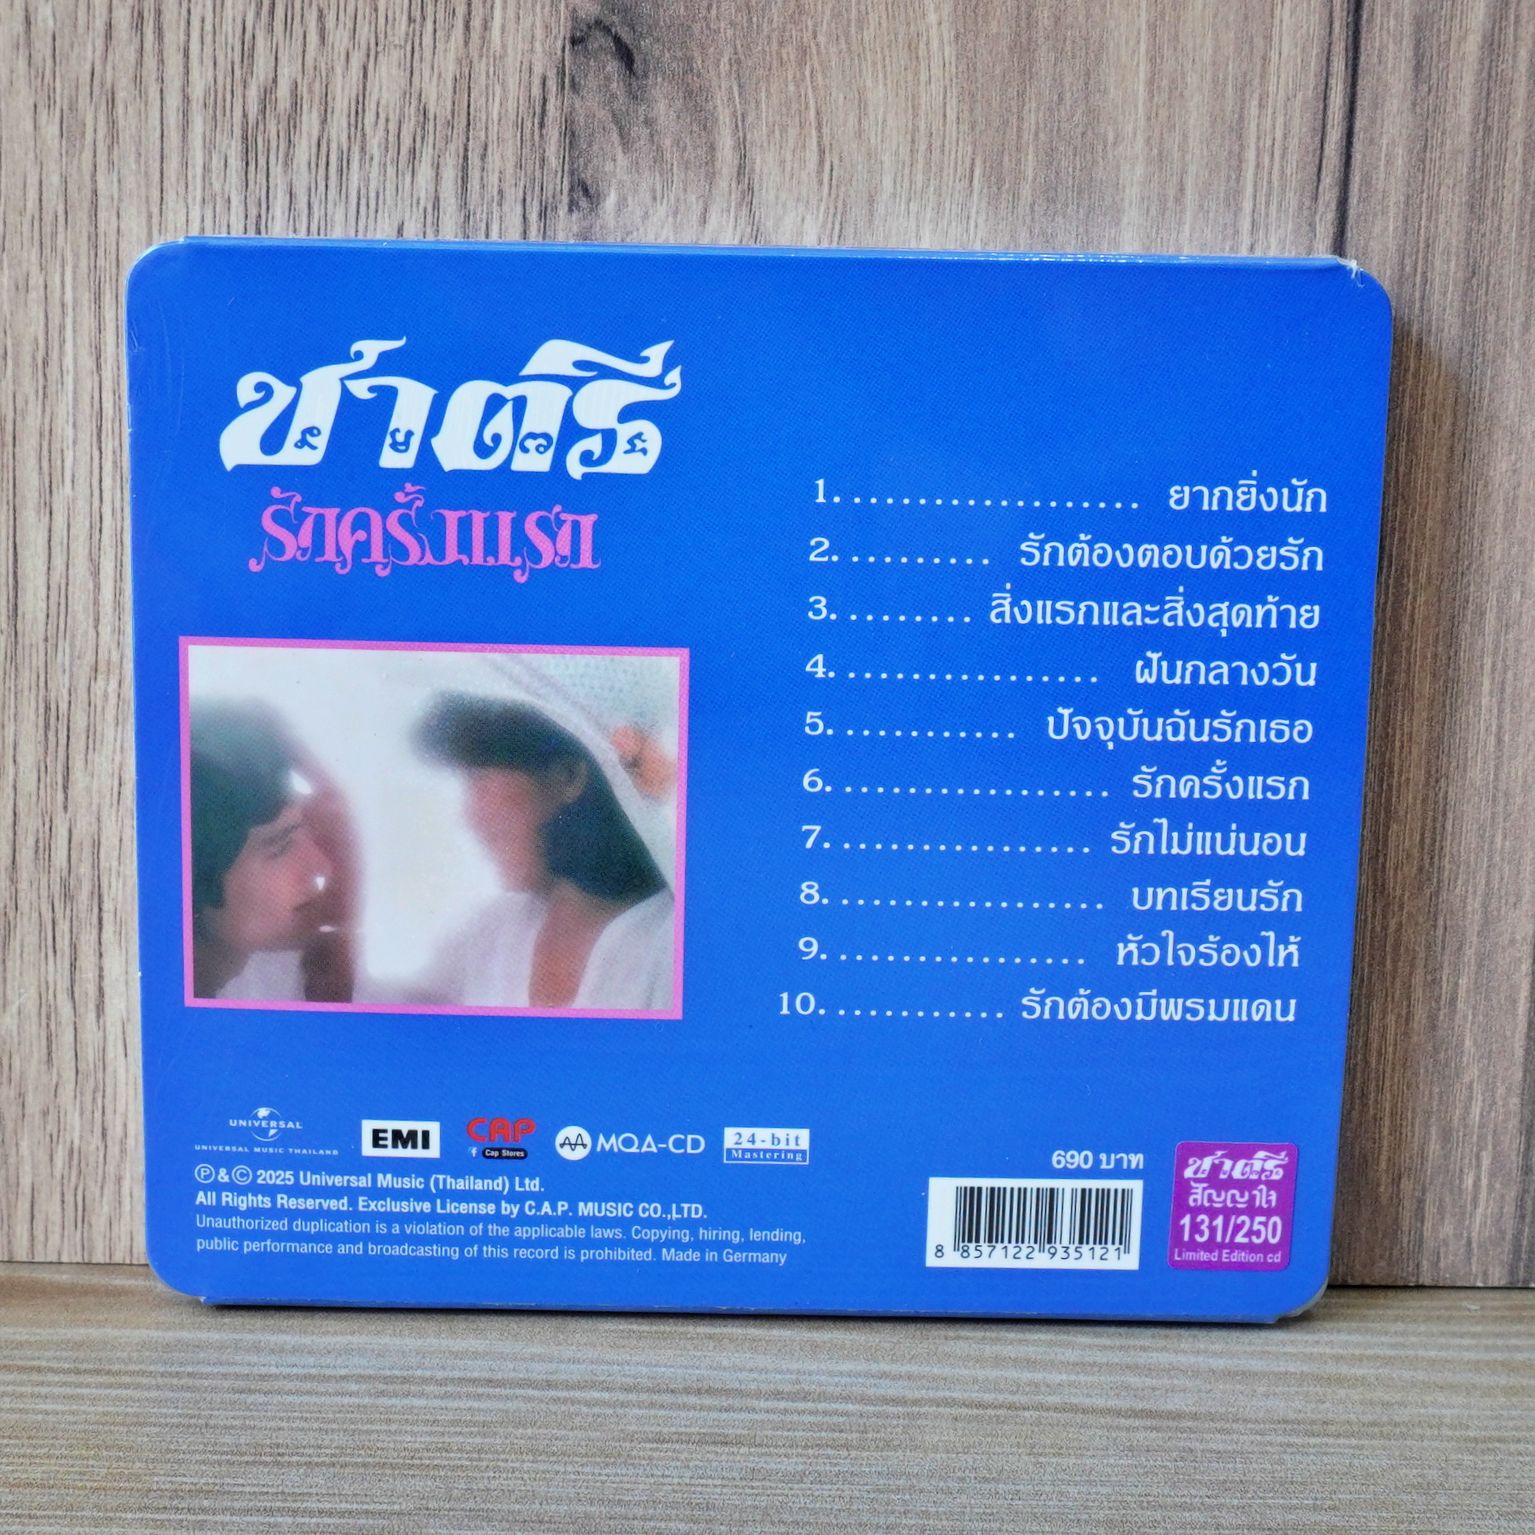 ชาตรี
รักครั้งแรก
1. ................... ยากยิ่งนัก
2. .......... รักต้องตอบด้วยรัก
3. ......... สิ่งแรกและสิ่งสุดท้าย
4. ................. ฝันกลางวัน
5. ............ ปัจจุบันฉันรักเธอ
6. .................. รักครั้งแรก
7. ................. รักไม่แน่นอน
8. .................. บทเรียนรัก
9. ................. หัวใจร้องไห้
10. ............ รักต้องมีพรมแดน
UNIVERSAL
UNIVERSAL MUSIC THAILAND
EMI
CAP
f Cap Stores
MQA-CD
24-bit
Mastering
Ⓟ&© 2025 Universal Music (Thailand) Ltd.
All Rights Reserved. Exclusive License by C.A.P. MUSIC CO.,LTD.
Unauthorized duplication is a violation of the applicable laws. Copying, hiring, lending,
public performance and broadcasting of this record is prohibited. Made in Germany
690 บาท
8 857122 935121
ชาตรี
สัญญาใจ
131/250
Limited Edition cd